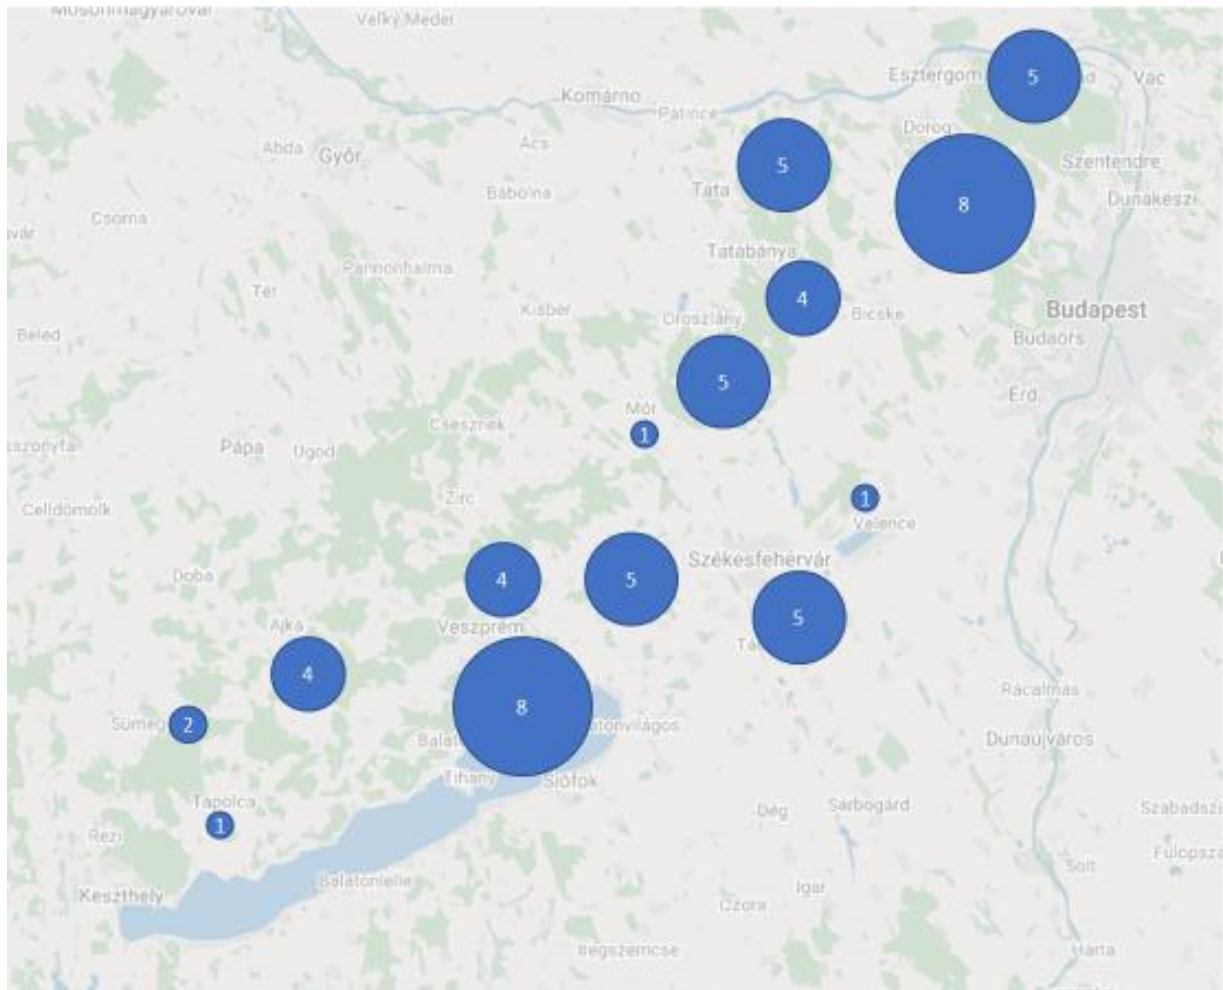 Mosonmagyaróvár
Veľký Meder
Komárno
Patince
Esztergom
5
Vác
Dorog
Szentendre
Ács
Abda
Győr
5
Tata
Bábolna
8
Dunakeszi
Csorna
Tatabánya
Pannonhalma
Tét
4
Kisbér
Oroszlány
Bicske
Budapest
Beled
Budaörs
5
Érd
Mór
1
Csesznek
Pápa
Ugod
Zirc
1
Celldömölk
Velence
Székesfehérvár
Doba
4
5
5
Ajka
Veszprém
4
8
Rácalmás
Sümeg
2
Dunaújváros
Tihany
Siófok
Tapolca
1
Dég
Sárbogárd
Rezi
Solt
Keszthely
Balatonlelle
Igar
Ozora
Iregszemcse
Harta